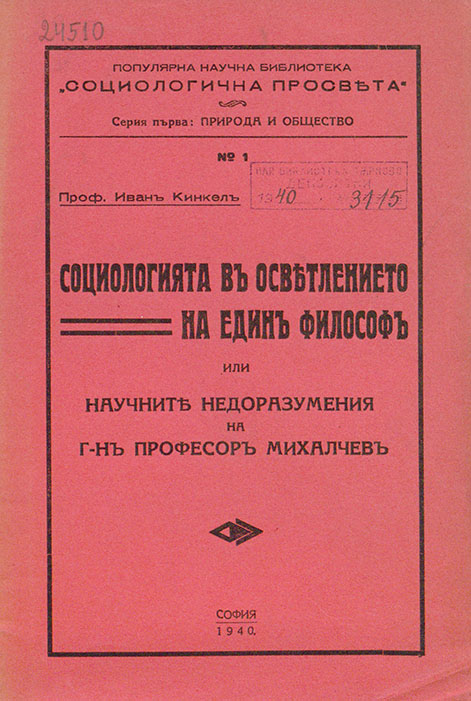 24510
ПОПУЛЯРНА НАУЧНА БИБЛИОТЕКА
„СОЦИОЛОГИЧНА ПРОСВѢТА“
Серия първа: ПРИРОДА И ОБЩЕСТВО
№ 1
Проф. Иванъ Кинкелъ
1940 3115
СОЦИОЛОГИЯТА ВЪ ОСВѢТЛЕНИЕТО
НА ЕДИНЪ ФИЛОСОФЪ
ИЛИ
НАУЧНИТѢ НЕДОРАЗУМЕНИЯ
НА
Г-НЪ ПРОФЕСОРЪ МИХАЛЧЕВЪ
СОФИЯ
1940.